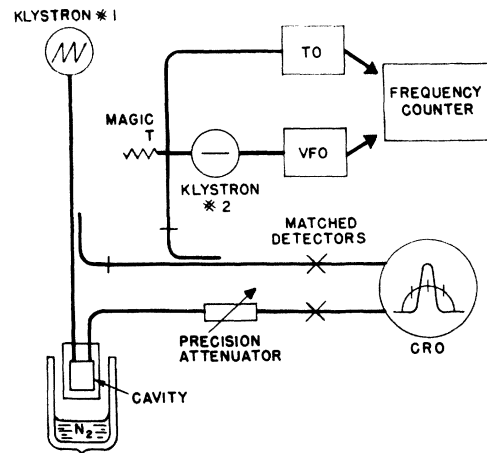 KLYSTRON ※1
TO
FREQUENCY
COUNTER
MAGIC
T
VFO
KLYSTRON
※2
MATCHED
DETECTORS
PRECISION
ATTENUATOR
CRO
CAVITY
N2